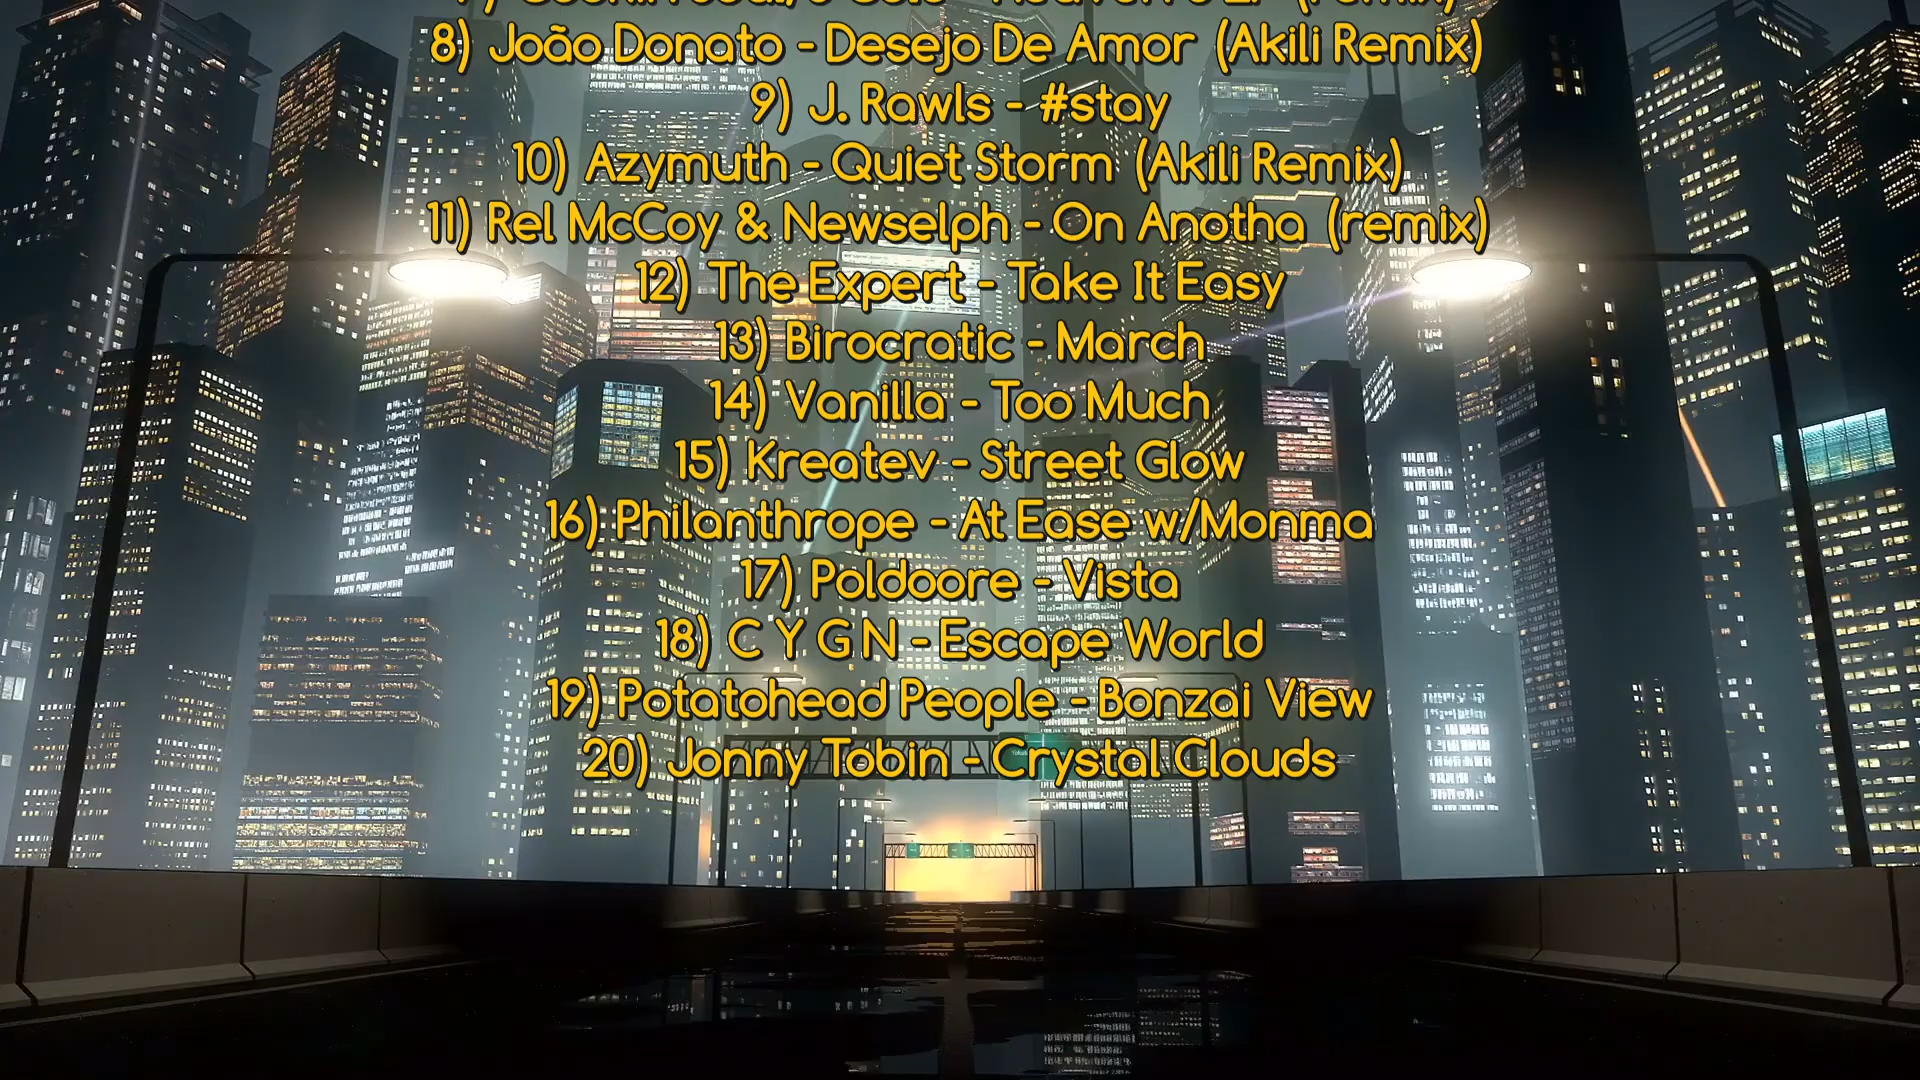 8) João Donato - Desejo De Amor (Akili Remix)
9) J. Rawls - #stay
10) Azymuth - Quiet Storm (Akili Remix)
11) Rel McCoy & Newselph - On Anotha (remix)
12) The Expert - Take It Easy
13) Birocratic - March
14) Vanilla - Too Much
15) Kreatev - Street Glow
16) Philanthrope - At Ease w/Monma
17) Poldoore - Vista
18) C Y G N - Escape World
19) Potatohead People - Bonzai View
20) Jonny Tobin - Crystal Clouds